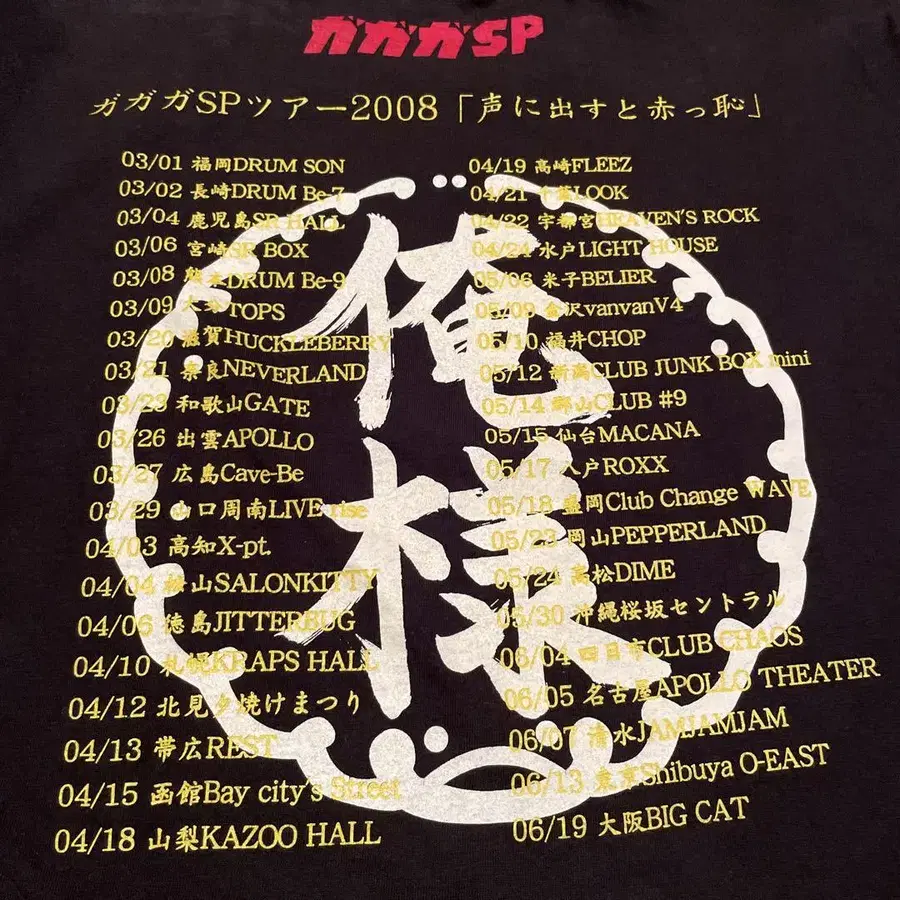 ガガガSP
ガガガSPツアー2008「声に出すと赤っ恥」
03/01 福岡DRUM SON
03/02 長崎DRUM Be-7
03/04 鹿児島SR HALL
03/06 宮崎SR BOX
03/08 熊本DRUM Be-9
03/09 大分TOPS
03/20 滋賀HUCKLEBERRY
03/21 奈良NEVERLAND
03/23 和歌山GATE
03/26 出雲APOLLO
03/27 広島Cave-Be
03/29 山口周南LIVE rise
04/03 高知X-pt.
04/04 松山SALONKITTY
04/06 徳島JITTERBUG
04/10 札幌KRAPS HALL
04/12 北見夕焼けまつり
04/13 帯広REST
04/15 函館Bay city's Street
04/18 山梨KAZOO HALL
04/19 高崎FLEEZ
04/21 千葉LOOK
04/22 宇都宮HEAVEN'S ROCK
04/24 水戸LIGHT HOUSE
05/06 米子BELIER
05/09 金沢vanvanV4
05/10 福井CHOP
05/12 新潟CLUB JUNK BOX mini
05/14 郡山CLUB #9
05/15 仙台MACANA
05/17 八戸ROXX
05/18 盛岡Club Change WAVE
05/23 岡山PEPPERLAND
05/24 高松DIME
05/30 沖縄桜坂セントラル
06/04 四日市CLUB CHAOS
06/05 名古屋APOLLO THEATER
06/07 清水JAMJAMJAM
06/13 東京Shibuya O-EAST
06/19 大阪BIG CAT
俺様